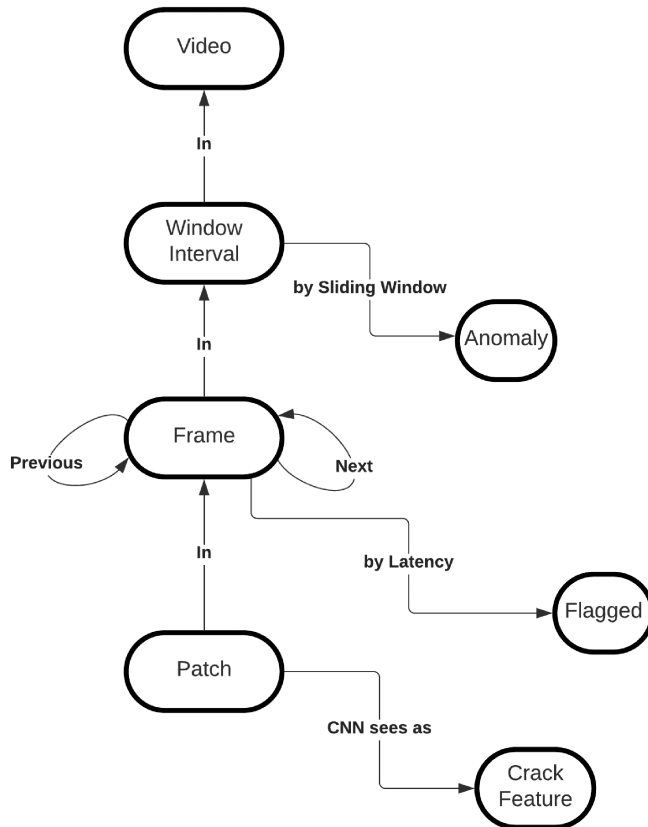 Video
In
Window
Interval
by Sliding Window
Anomaly
In
Frame
Previous
Next
In
by Latency
Flagged
Patch
CNN sees as
Crack
Feature